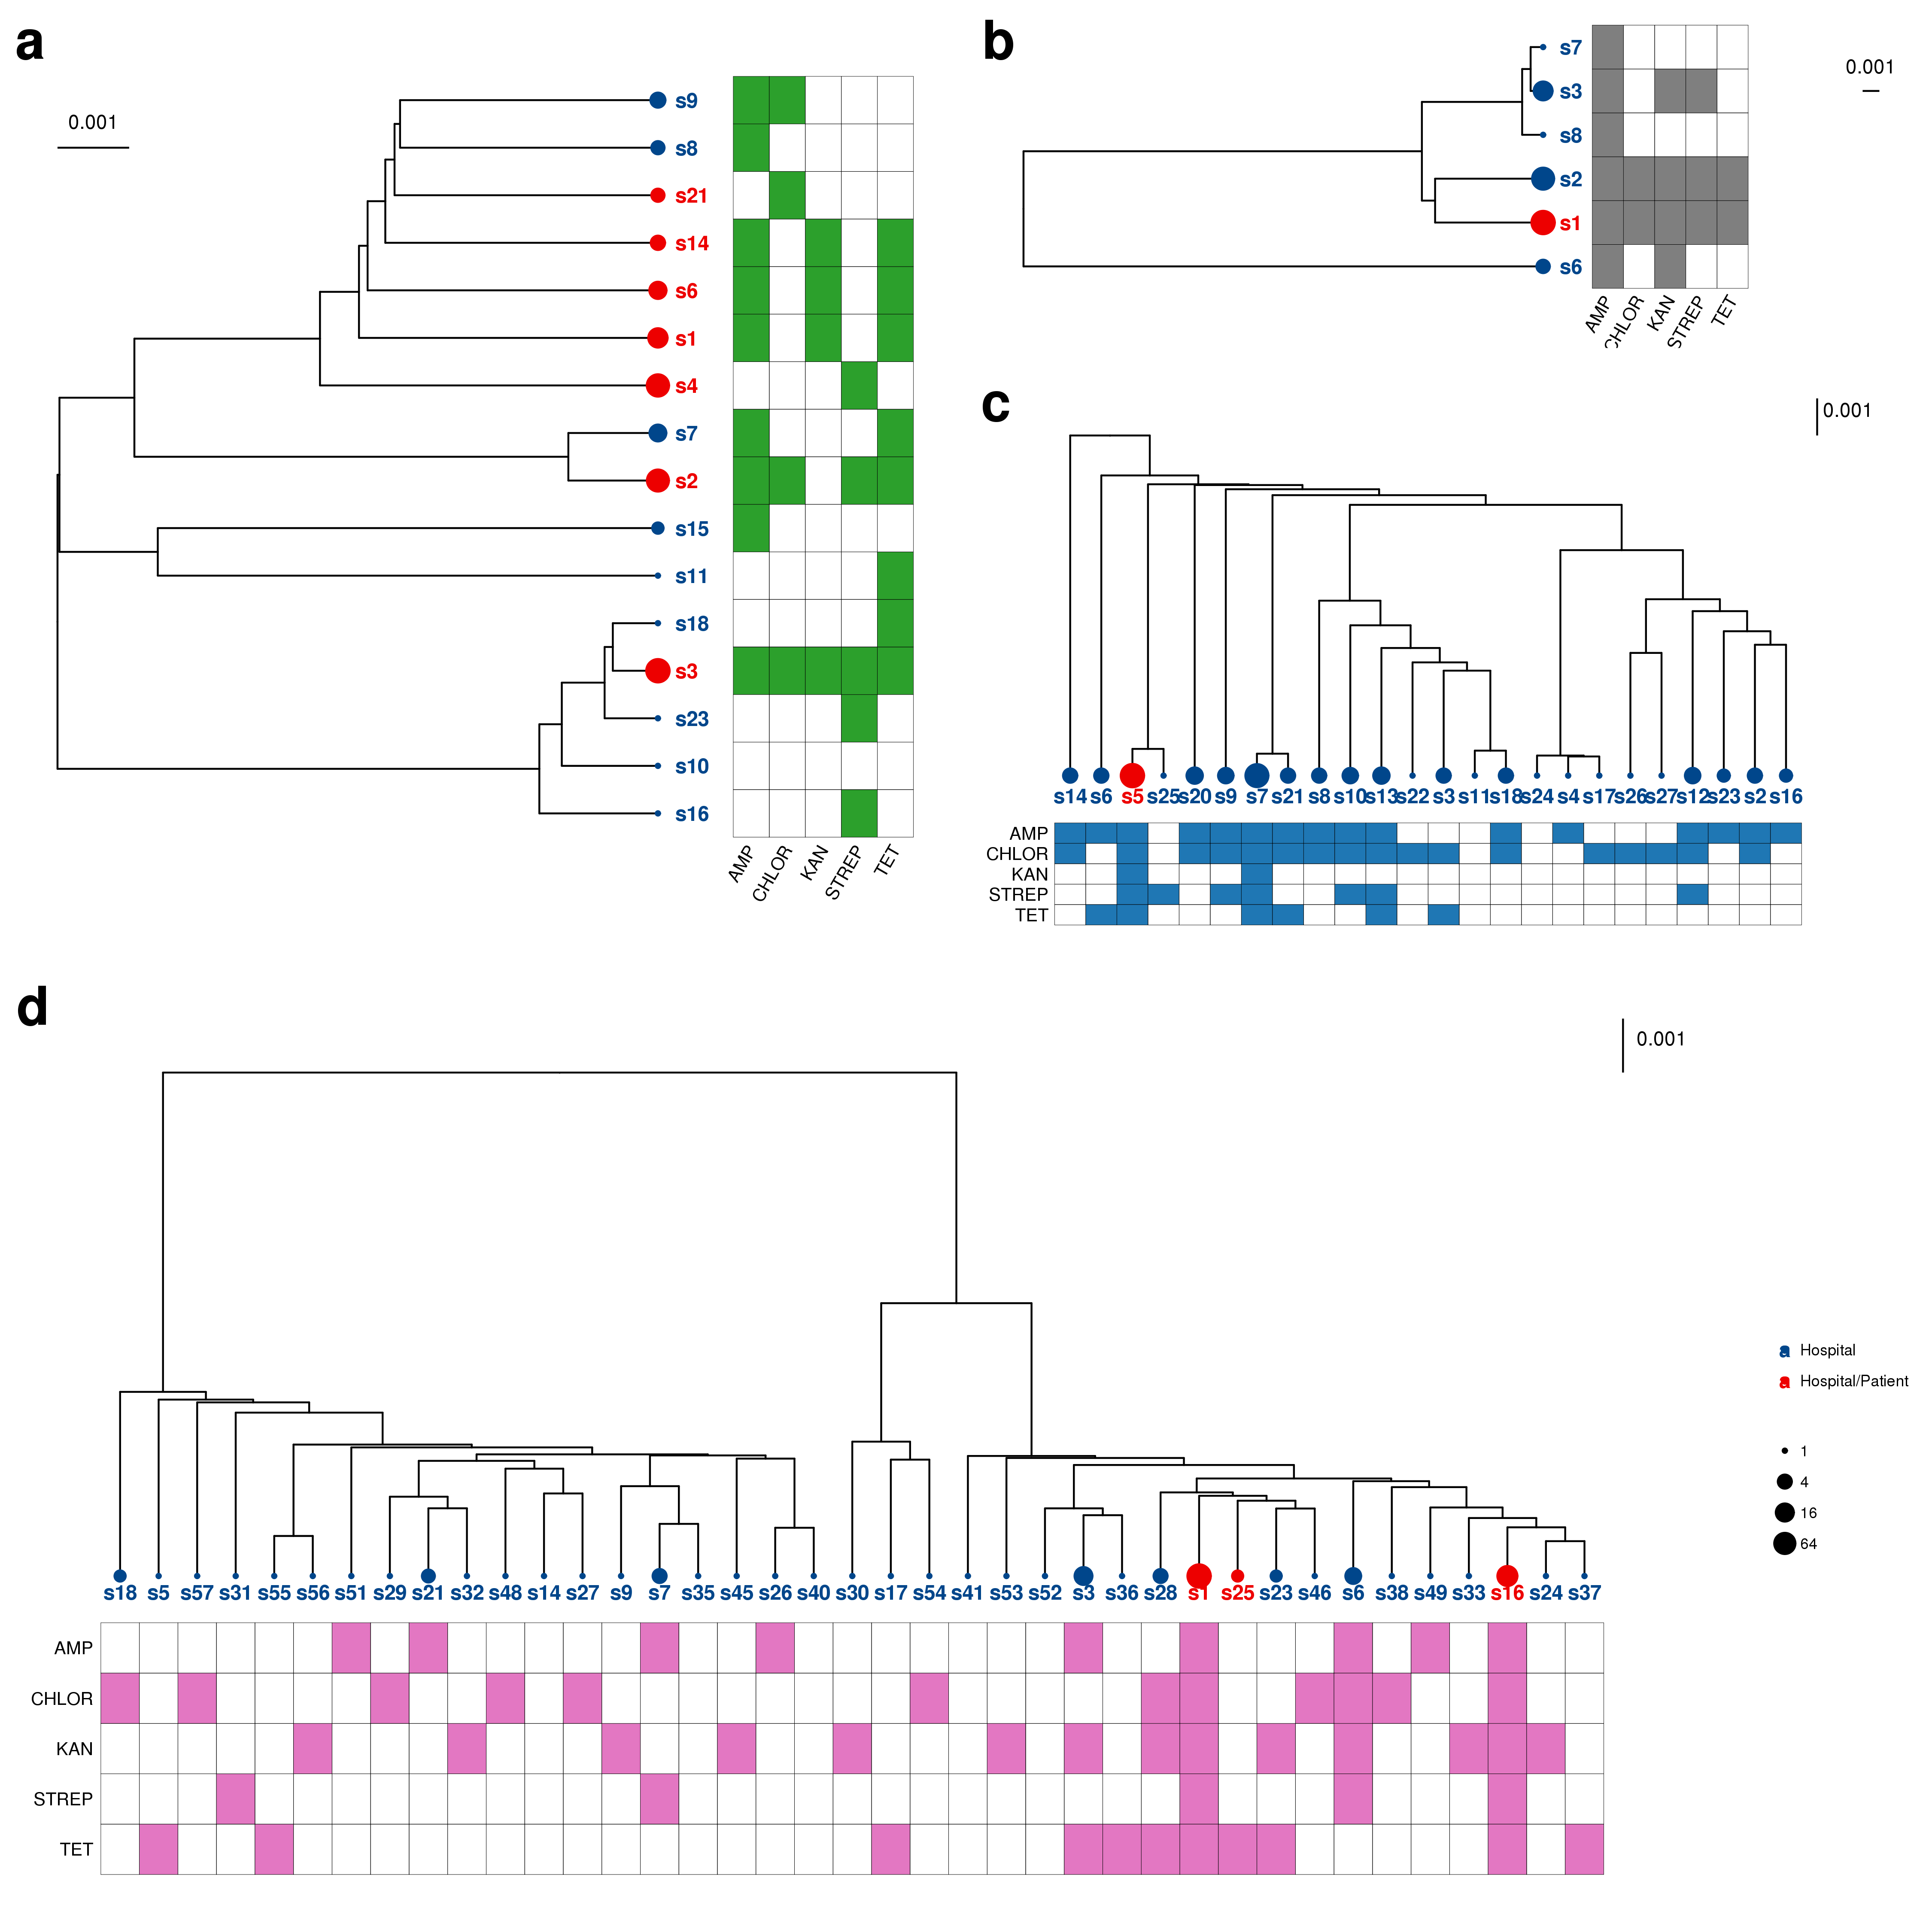 a
0.001
s9
s8
s21
s14
s6
s1
s4
s7
s2
s15
s11
s18
s3
s23
s10
s16
AMP CHLOR KAN STREP TET
b
0.001
s7
s3
s8
s2
s1
s6
AMP CHLOR KAN STREP TET
c
0.001
s14 s6 s5 s25 s20 s9 s7 s21 s8 s10 s13 s22 s3 s11 s18 s24 s4 s17 s26 s27 s12 s23 s2 s16
AMP
CHLOR
KAN
STREP
TET
d
0.001
a Hospital
a Hospital/Patient
1
4
16
64
s18 s5 s57 s31 s55 s56 s51 s29 s21 s32 s48 s14 s27 s9 s7 s35 s45 s26 s40 s30 s17 s54 s41 s53 s52 s3 s36 s28 s1 s25 s23 s46 s6 s38 s49 s33 s16 s24 s37
AMP
CHLOR
KAN
STREP
TET